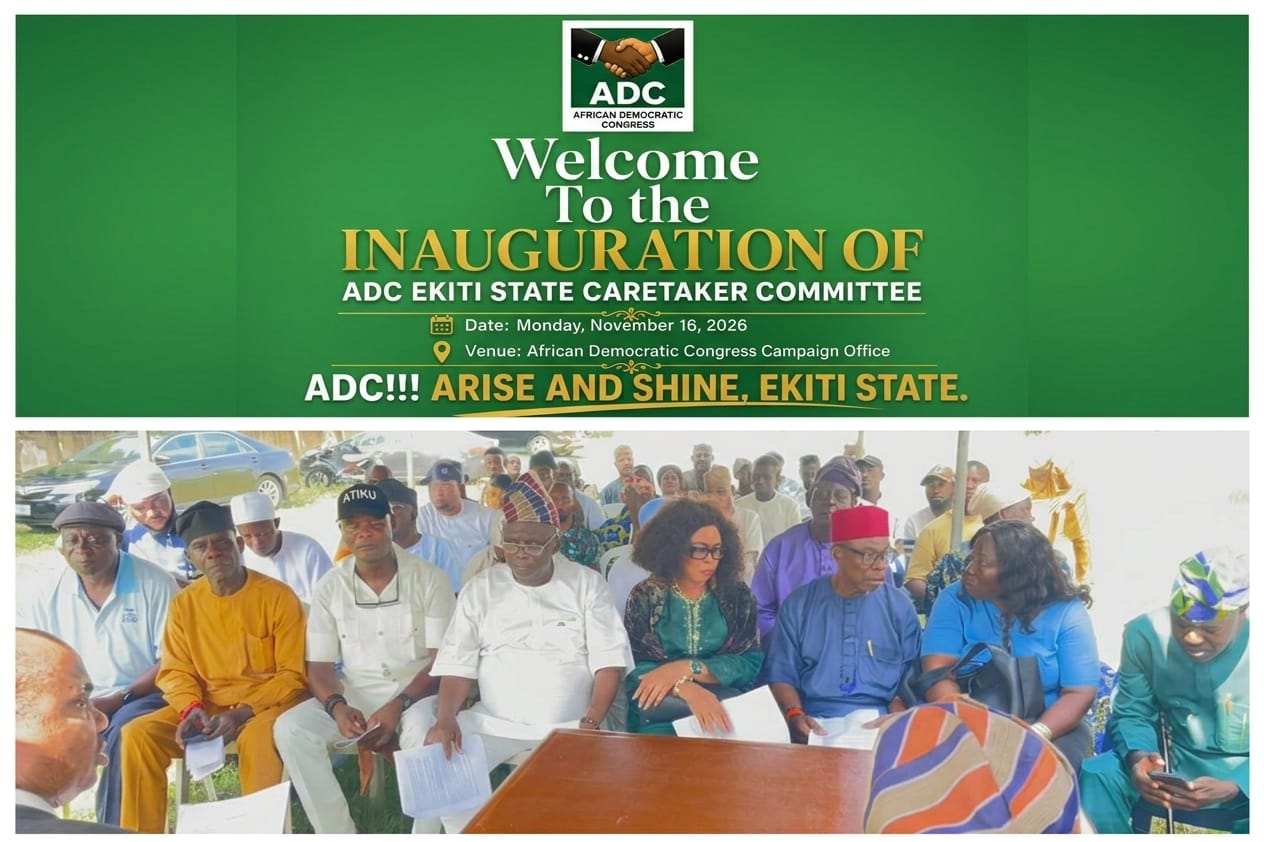 ADC
AFRICAN DEMOCRATIC
CONGRESS
Welcome
To the
INAUGURATION OF
ADC EKITI STATE CARETAKER COMMITTEE
Date: Monday, November 16, 2026
Venue: African Democratic Congress Campaign Office
ADC!!! ARISE AND SHINE, EKITI STATE.
ATIKU